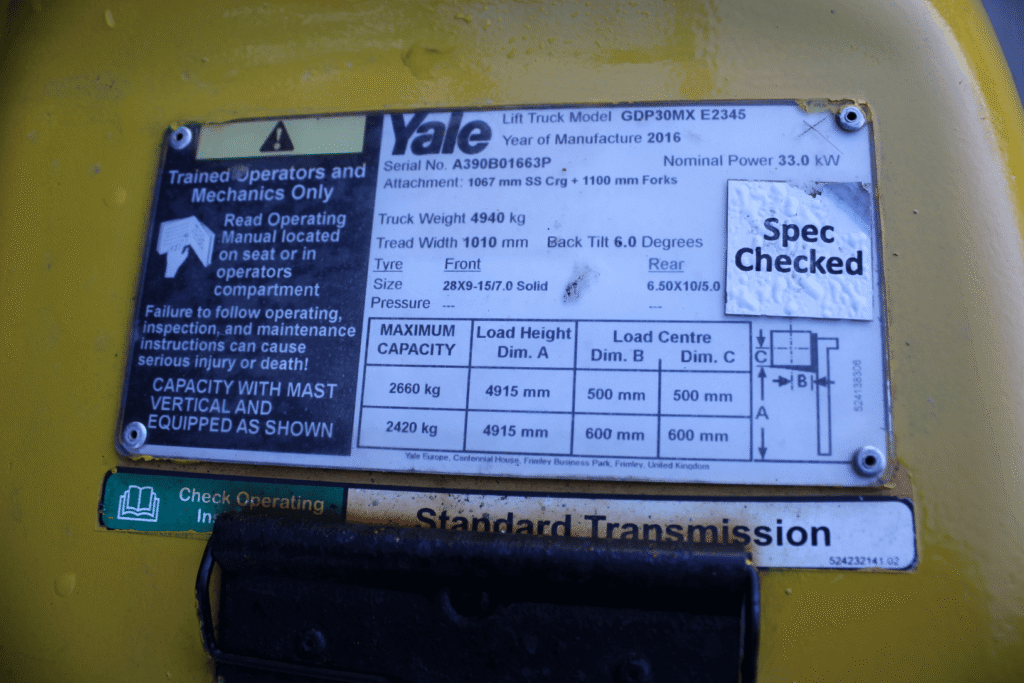 Trained Operators and
Mechanics Only
Read Operating
Manual located
on seat or in
operators
compartment
Failure to follow operating,
inspection, and maintenance
instructions can cause
serious injury or death!
CAPACITY WITH MAST
VERTICAL AND
EQUIPPED AS SHOWN
Yale
Lift Truck Model GDP30MX E2345
Year of Manufacture 2016
Serial No. A390B01663P Nominal Power 33.0 kW
Attachment: 1067 mm SS Crg + 1100 mm Forks
Truck Weight 4940 kg
Tread Width 1010 mm Back Tilt 6.0 Degrees
Tyre Front Rear
Size 28X9-15/7.0 Solid 6.50X10/5.0
Pressure --- ---
Spec
Checked
MAXIMUM CAPACITY Load Height Dim. A Load Centre Dim. B Dim. C
2660 kg 4915 mm 500 mm 500 mm
2420 kg 4915 mm 600 mm 600 mm
C
B
A
524138306
Yale Europe, Centennial House, Frimley Business Park, Frimley, United Kingdom
Check Operating
Standard Transmission
524232141.02